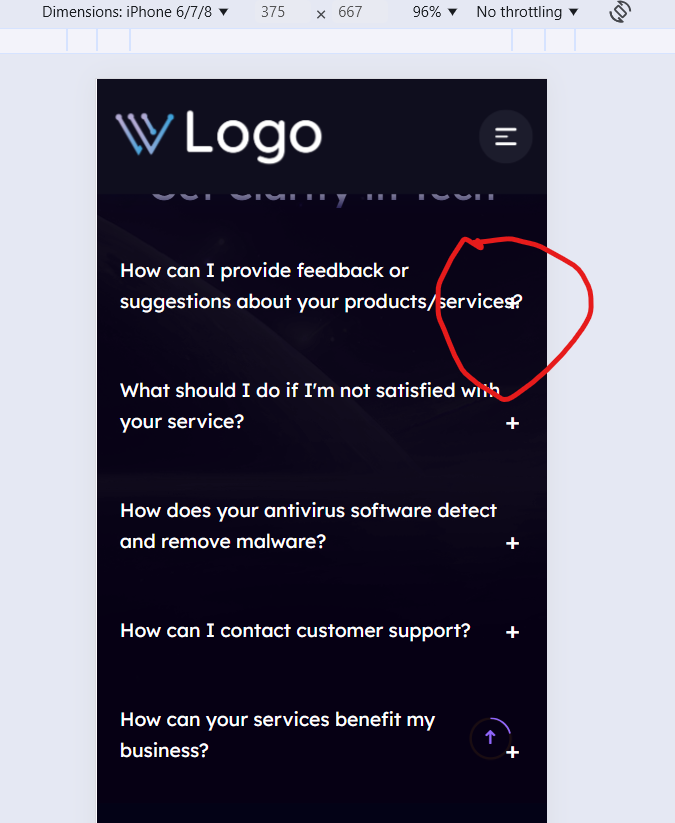 Dimensions: iPhone 6/7/8 ▼ 375 × 667 96% ▼ No throttling ▼
Logo
Get Clarity in Tech
How can I provide feedback or
suggestions about your products/services?
+
What should I do if I'm not satisfied with
your service?
+
How does your antivirus software detect
and remove malware?
+
How can I contact customer support? +
How can your services benefit my
business?
+